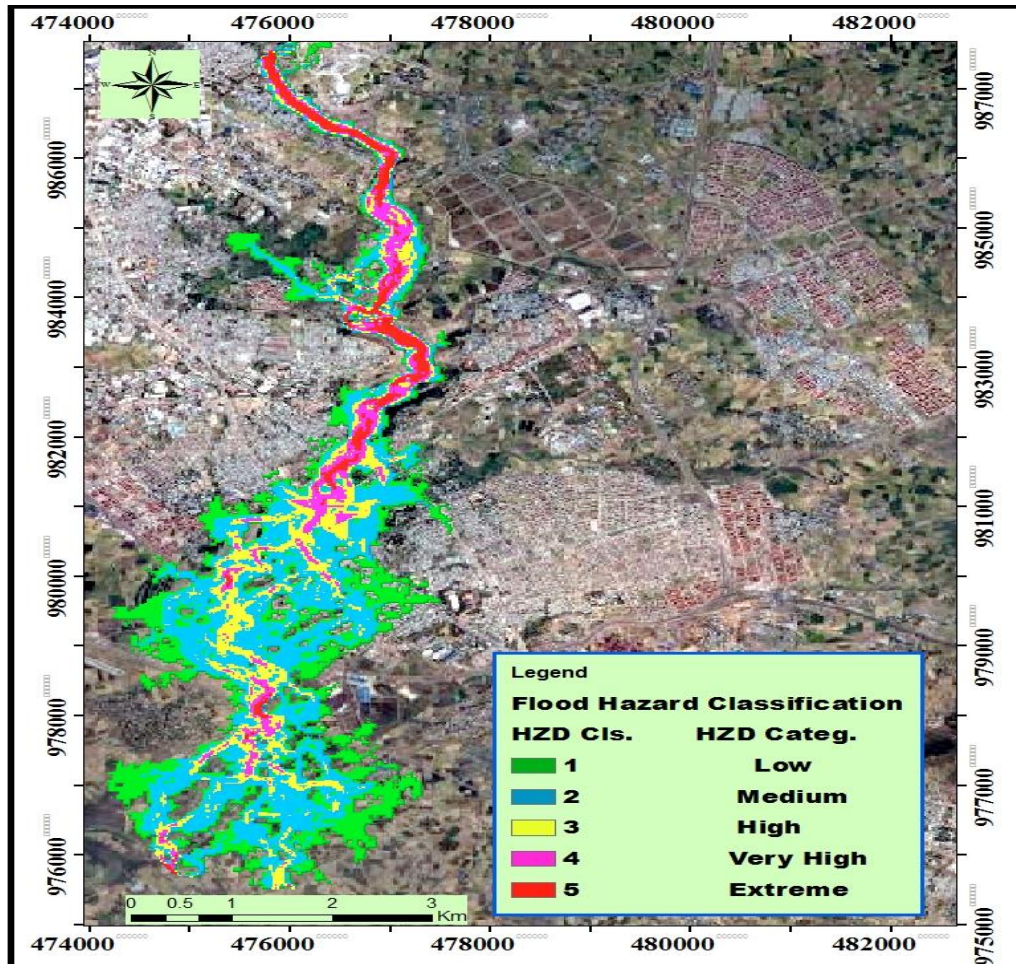 474000 476000 478000 480000 482000
N
W E
S
987000
986000
985000
984000
983000
982000
981000
980000
979000
978000
977000
976000
975000
Legend
Flood Hazard Classification
HZD Cls. HZD Categ.
1 Low
2 Medium
3 High
4 Very High
5 Extreme
0 0.5 1 2 3
Km
474000 476000 478000 480000 482000